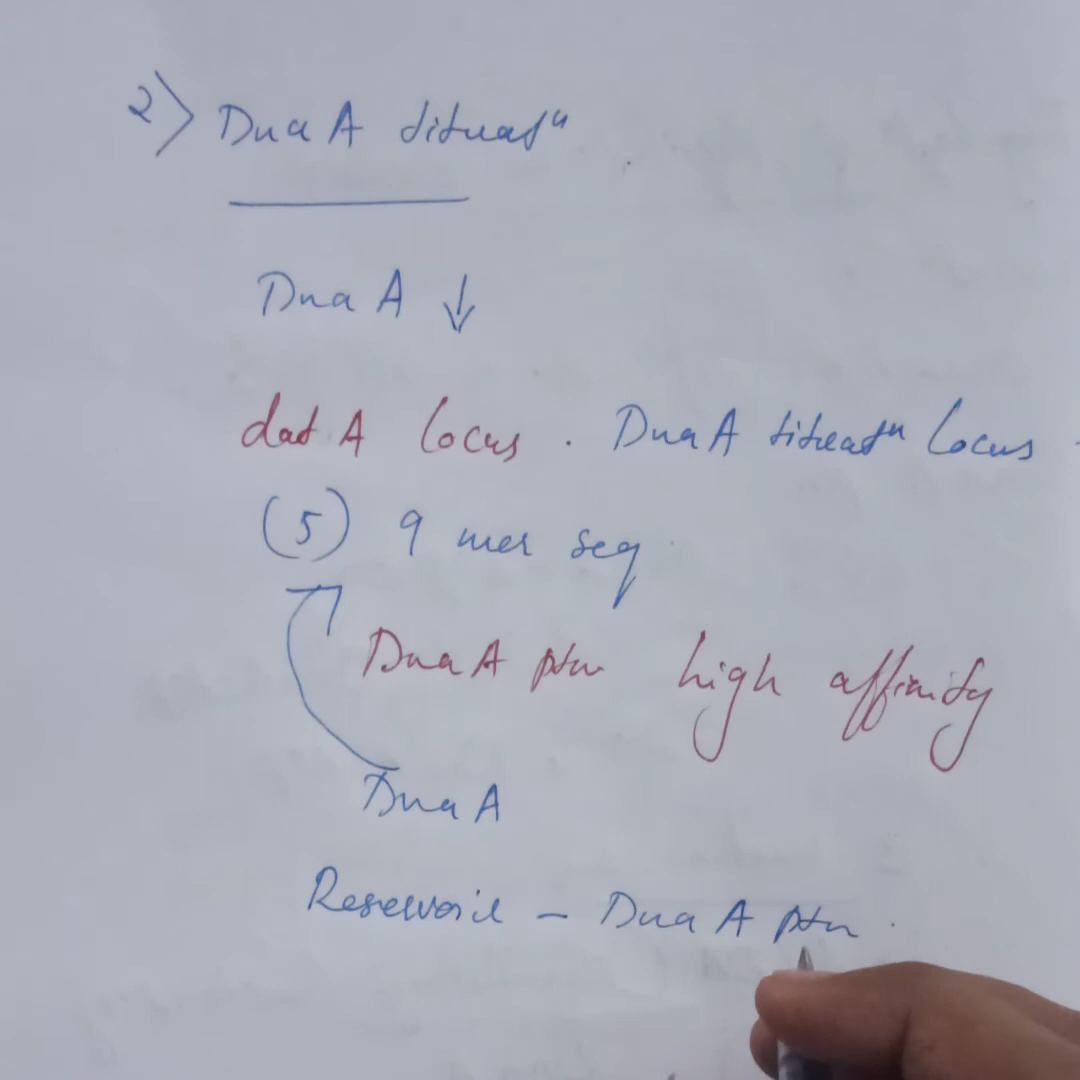 2) DnaA titratⁿ
DnaA ↓
datA locus . DnaA titratⁿ locus -
(5) 9 mer seq
DnaA ptn high affinity
DnaA
Reservoir - DnaA ptn .